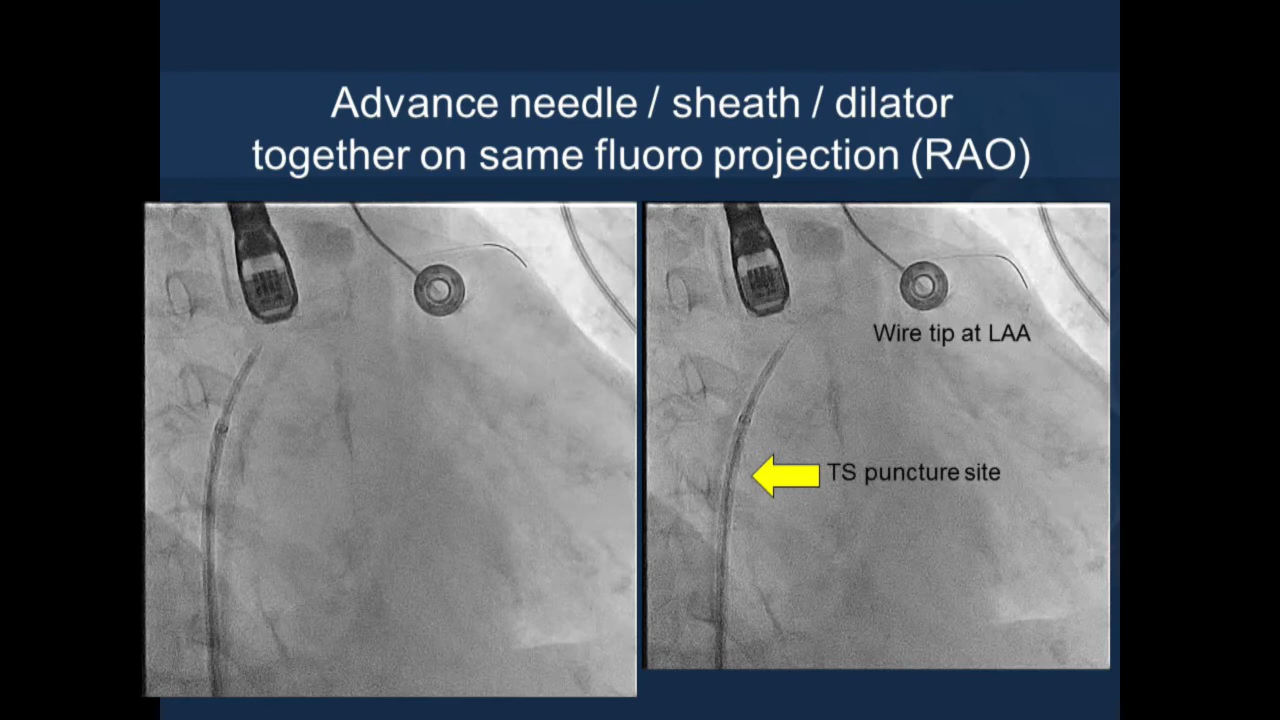 Advance needle / sheath / dilator
together on same fluoro projection (RAO)
Wire tip at LAA
TS puncture site